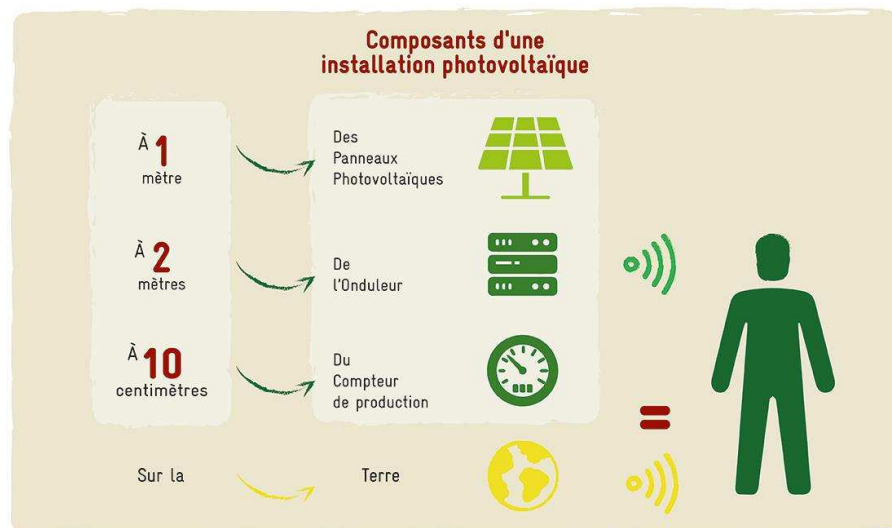 Composants d'une
installation photovoltaïque
À 1
mètre
Des
Panneaux
Photovoltaïques
À 2
mètres
De
l'Onduleur
À 10
centimètres
Du
Compteur
de production
=
Sur la
Terre